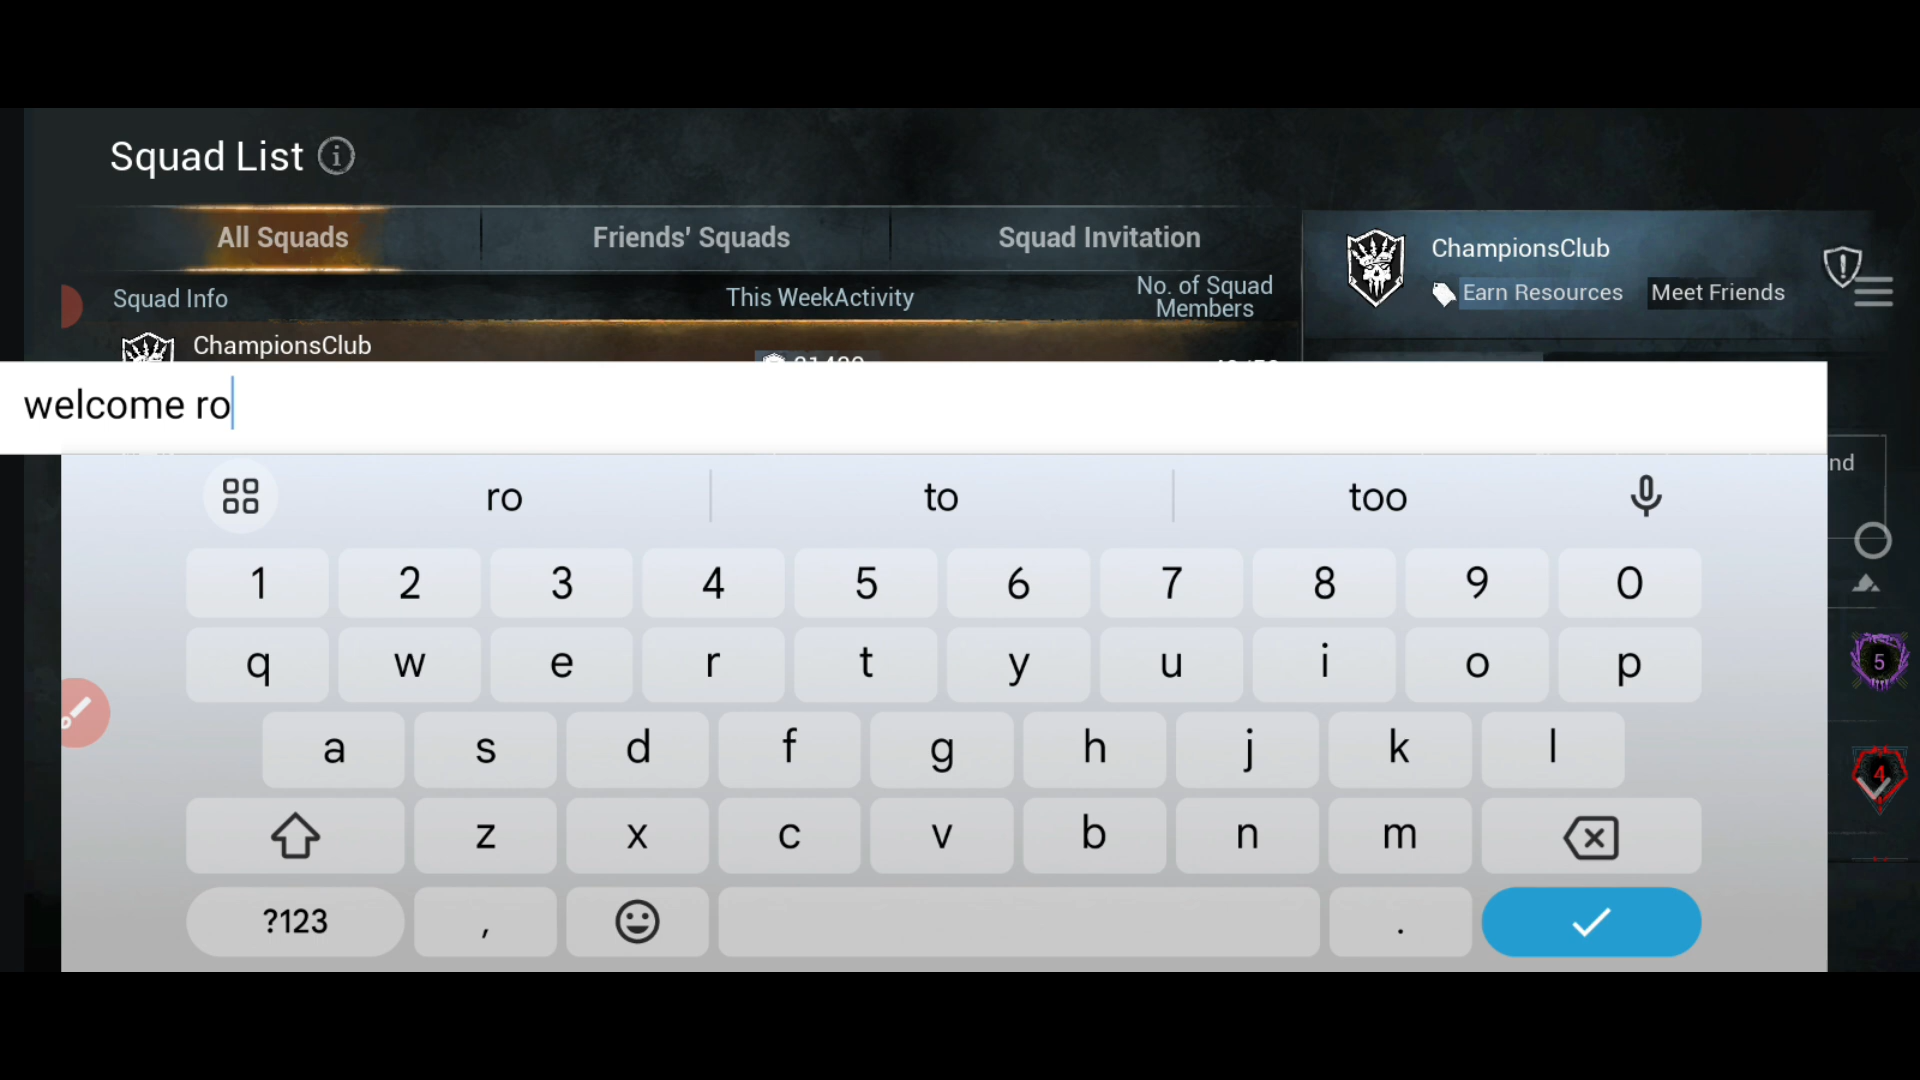 Squad List
All Squads Friends' Squads Squad Invitation
Squad Info This WeekActivity No. of Squad
Members
ChampionsClub
Earn Resources Meet Friends
ChampionsClub
welcome ro
nd
ro to too
1 2 3 4 5 6 7 8 9 0
q w e r t y u i o p
5
a s d f g h j k l
4
z x c v b n m
?123 , .